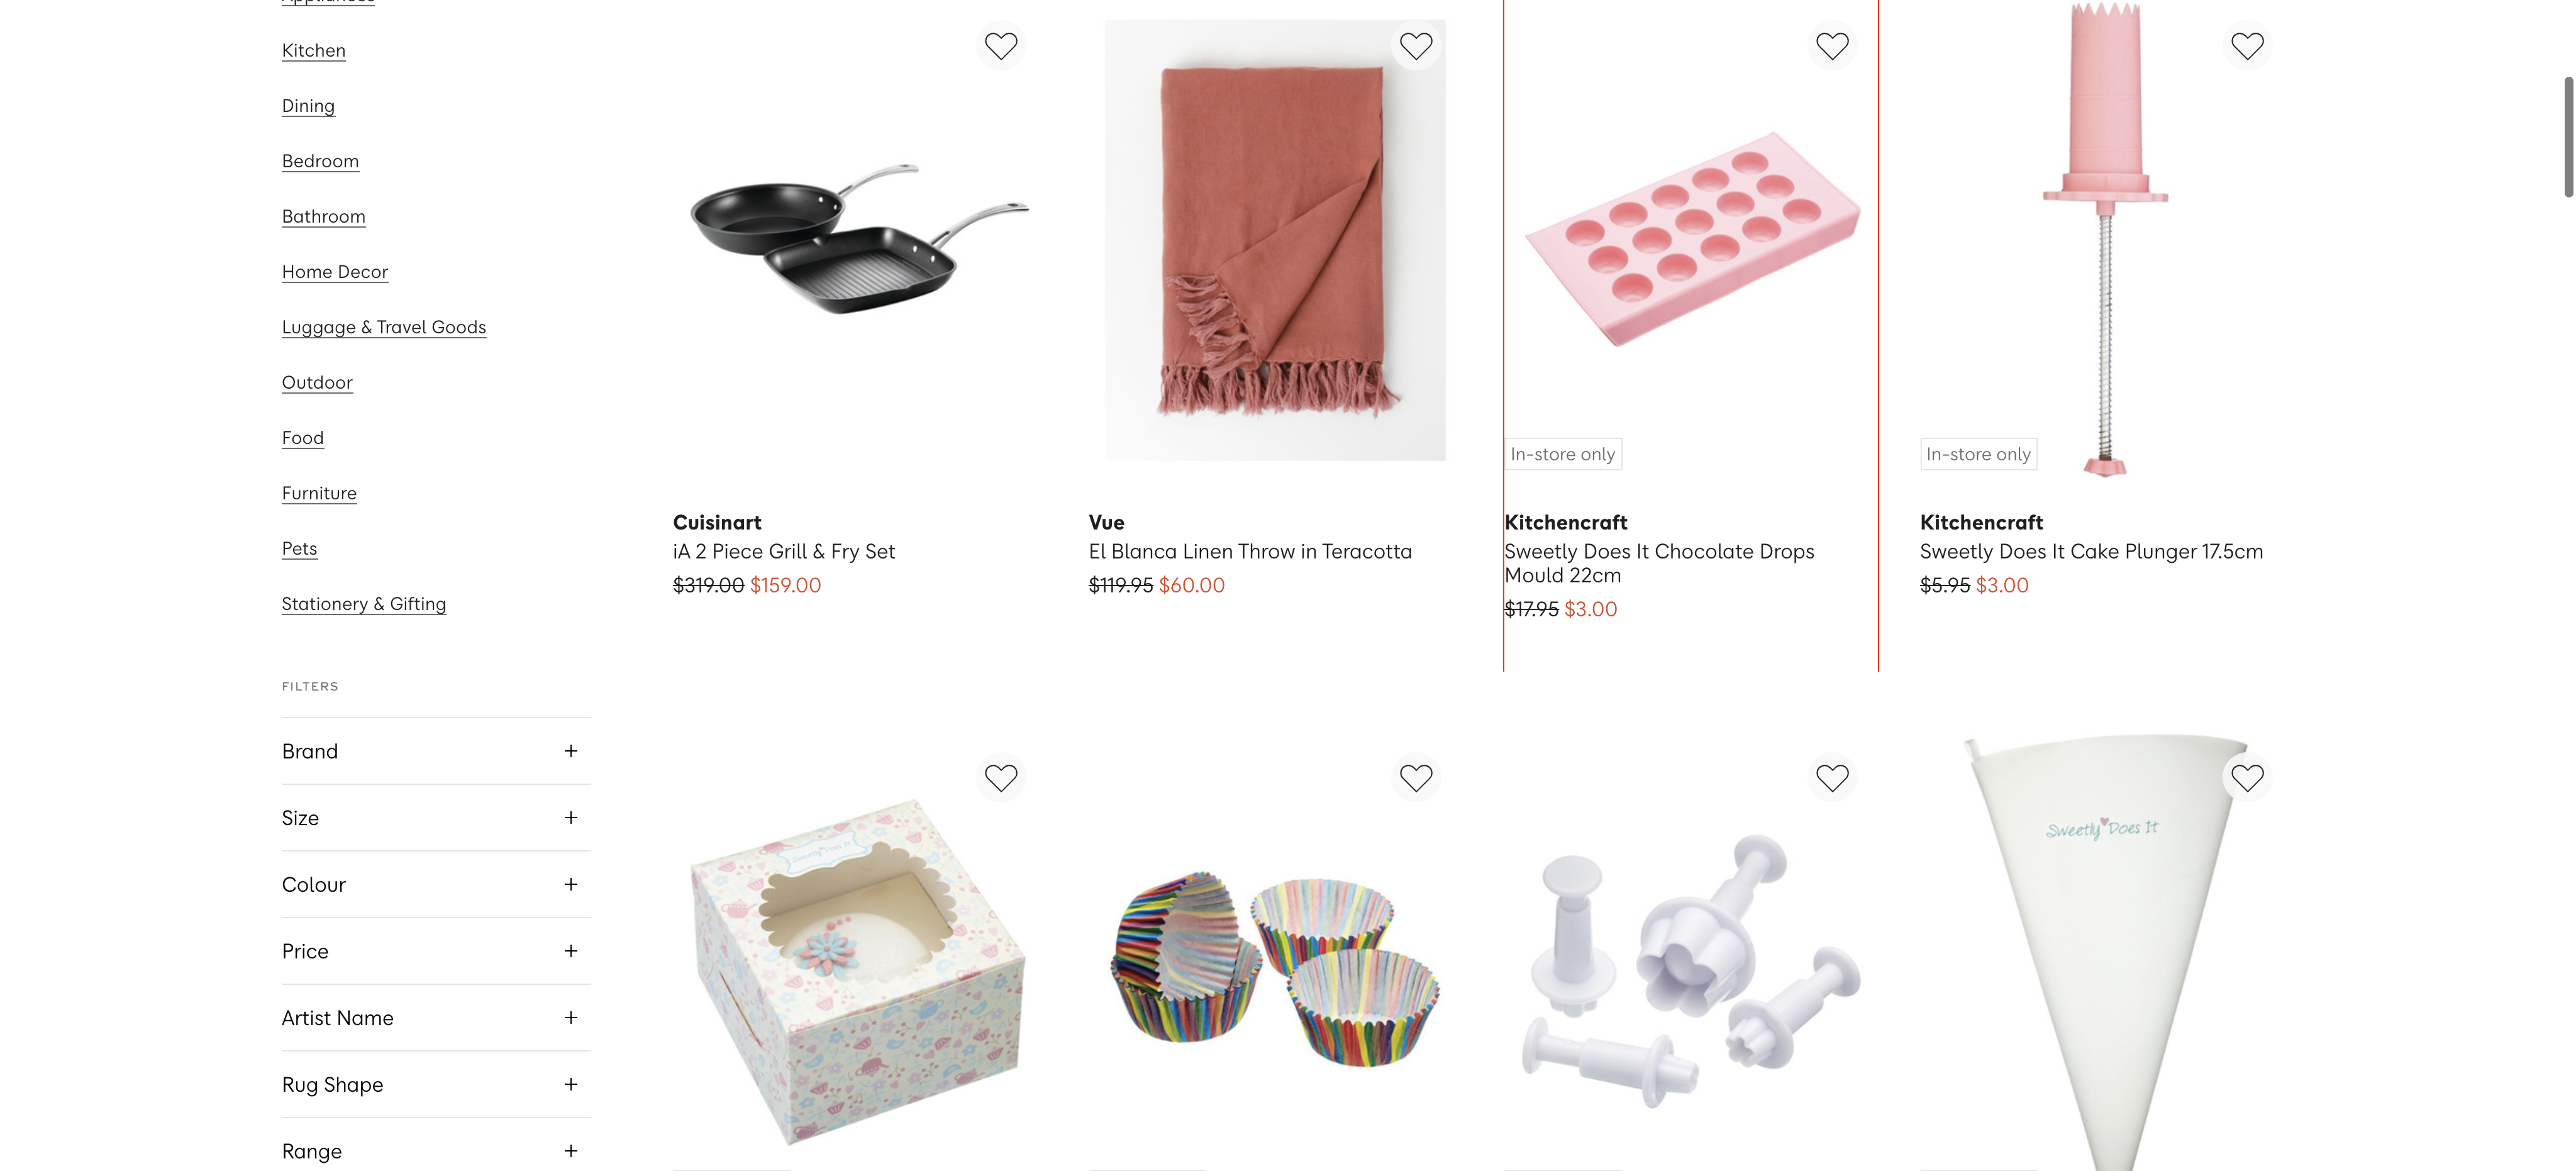 Appliances
Kitchen
Dining
Bedroom
Bathroom
Home Decor
Luggage & Travel Goods
Outdoor
Food
Furniture
Pets
Stationery & Gifting
FILTERS
Brand +
Size +
Colour +
Price +
Artist Name +
Rug Shape +
Range +
Cuisinart
iA 2 Piece Grill & Fry Set
$319.00 $159.00
Vue
El Blanca Linen Throw in Teracotta
$119.95 $60.00
In-store only
Kitchencraft
Sweetly Does It Chocolate Drops
Mould 22cm
$17.95 $3.00
In-store only
Kitchencraft
Sweetly Does It Cake Plunger 17.5cm
$5.95 $3.00
Sweetly Does It
Sweetly Does It